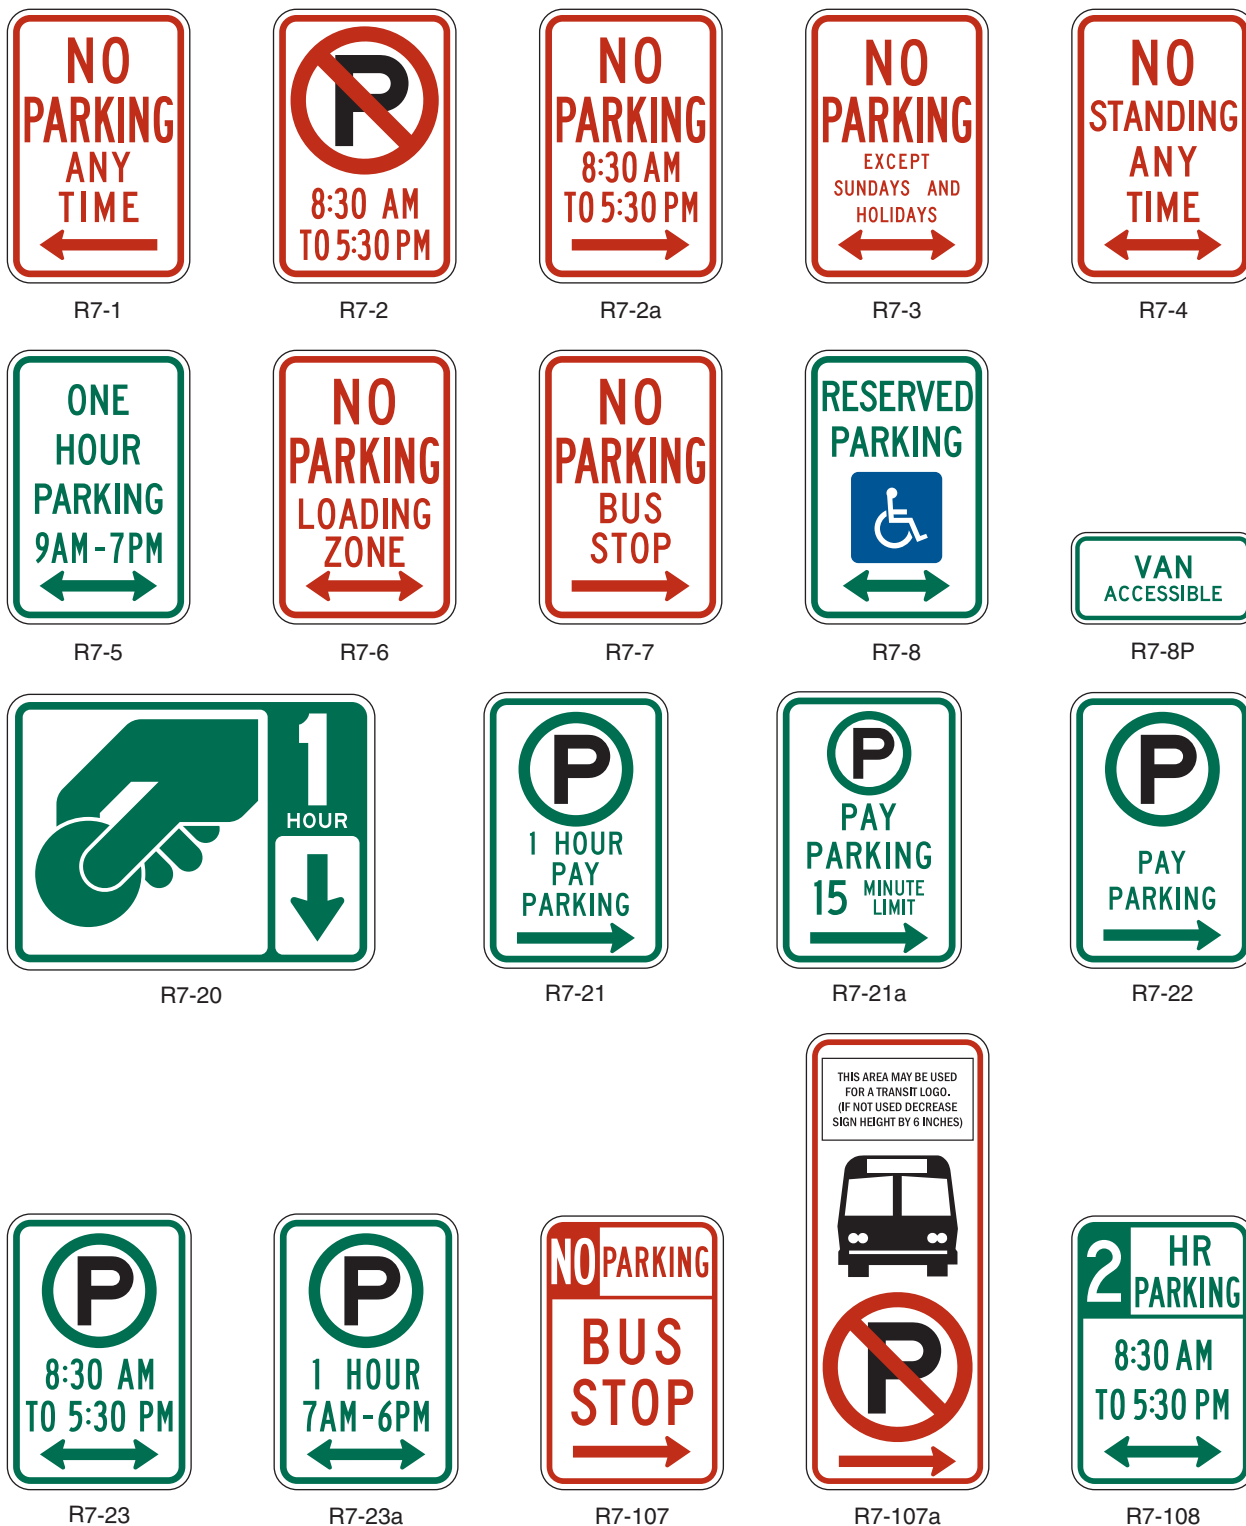 NO
PARKING
ANY
TIME
R7-1
P
8:30 AM
TO 5:30 PM
R7-2
NO
PARKING
8:30 AM
TO 5:30 PM
R7-2a
NO
PARKING
EXCEPT
SUNDAYS AND
HOLIDAYS
R7-3
NO
STANDING
ANY
TIME
R7-4
ONE
HOUR
PARKING
9AM-7PM
R7-5
NO
PARKING
LOADING
ZONE
R7-6
NO
PARKING
BUS
STOP
R7-7
RESERVED
PARKING
R7-8
VAN
ACCESSIBLE
R7-8P
1
HOUR
R7-20
P
1 HOUR
PAY
PARKING
R7-21
P
PAY
PARKING
15 MINUTE
LIMIT
R7-21a
P
PAY
PARKING
R7-22
P
8:30 AM
TO 5:30 PM
R7-23
P
1 HOUR
7AM-6PM
R7-23a
NO PARKING
BUS
STOP
R7-107
THIS AREA MAY BE USED
FOR A TRANSIT LOGO.
(IF NOT USED DECREASE
SIGN HEIGHT BY 6 INCHES)
P
R7-107a
2 HR
PARKING
8:30 AM
TO 5:30 PM
R7-108